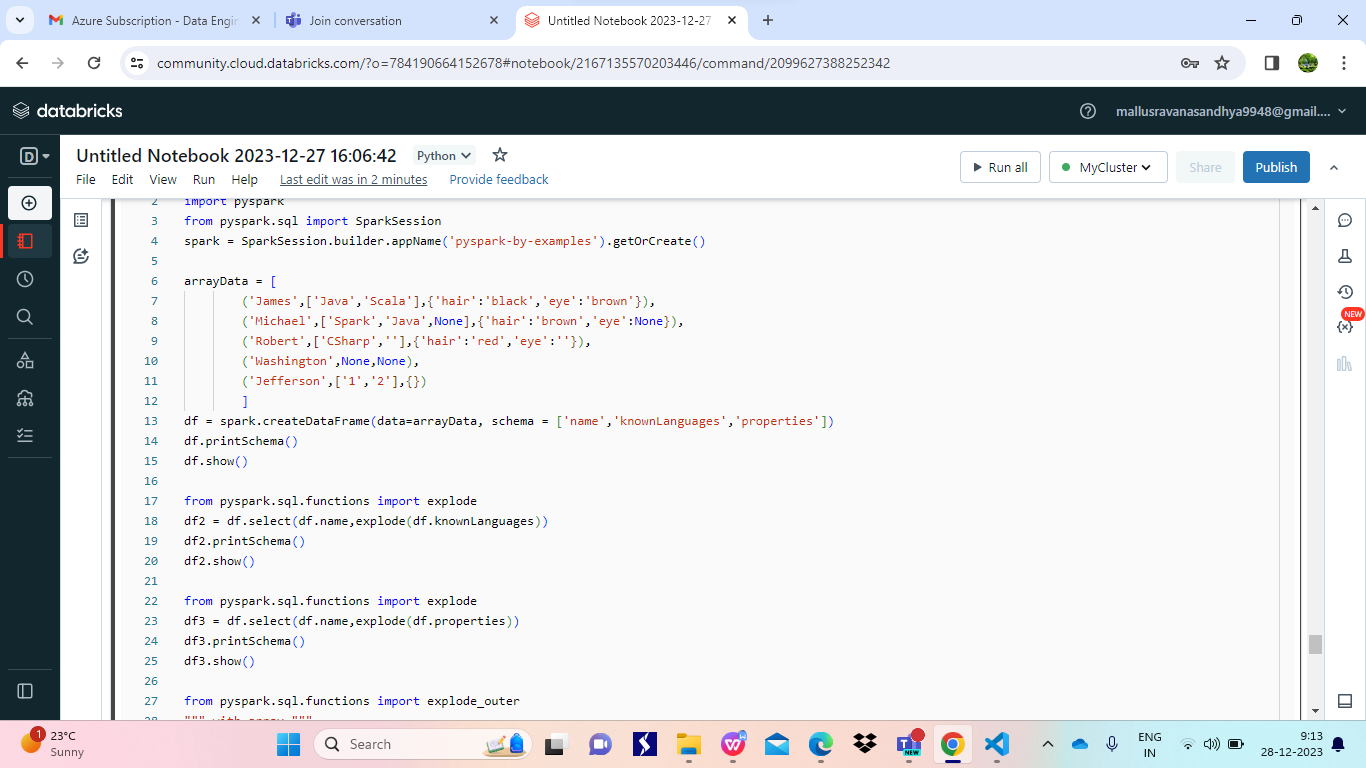 Azure Subscription - Data Engin
Join conversation
Untitled Notebook 2023-12-27
community.cloud.databricks.com/?o=784190664152678#notebook/2167135570203446/command/2099627388252342
databricks
mallusravanasandhya9948@gmail....
D
Untitled Notebook 2023-12-27 16:06:42
Python
Run all
MyCluster
Share
Publish
File Edit View Run Help Last edit was in 2 minutes Provide feedback
2 import pyspark
3 from pyspark.sql import SparkSession
4 spark = SparkSession.builder.appName('pyspark-by-examples').getOrCreate()
5
6 arrayData = [
7 ('James',['Java','Scala'],{'hair':'black','eye':'brown'}),
8 ('Michael',['Spark','Java',None],{'hair':'brown','eye':None}),
9 ('Robert',['CSharp',''],{'hair':'red','eye':''}),
10 ('Washington',None,None),
11 ('Jefferson',['1','2'],{})
12 ]
13 df = spark.createDataFrame(data=arrayData, schema = ['name','knownLanguages','properties'])
14 df.printSchema()
15 df.show()
16
17 from pyspark.sql.functions import explode
18 df2 = df.select(df.name,explode(df.knownLanguages))
19 df2.printSchema()
20 df2.show()
21
22 from pyspark.sql.functions import explode
23 df3 = df.select(df.name,explode(df.properties))
24 df3.printSchema()
25 df3.show()
26
27 from pyspark.sql.functions import explode_outer
28 """ with array """
NEW
{x}
1
23°C
Sunny
Search
NEW
ENG
IN
9:13
28-12-2023